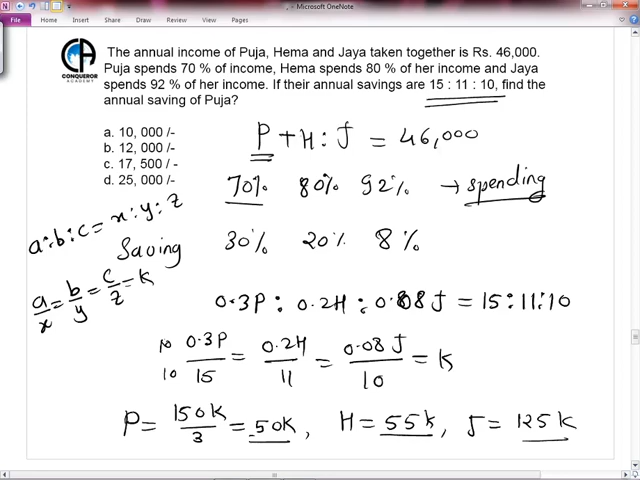 - Microsoft OneNote
File Home Insert Share Draw Review View
CONQUEROR
ACADEMY
The annual income of Puja, Hema and Jaya taken together is Rs. 46,000.
Puja spends 70 % of income, Hema spends 80 % of her income and Jaya
spends 92 % of her income. If their annual savings are 15 : 11 : 10, find the
annual saving of Puja?
a. 10, 000 /-
b. 12, 000 /-
c. 17, 500 / -
d. 25, 000 /-
P + H : J = 46,000
70% 80% 92% → spending
a:b:c = x:y:z
Saving 30% 20% 8%
a/x = b/y = c/z = k
0.3P : 0.2H : 0.08J = 15:11:10
10 0.3P / 10 15 = 0.2H / 11 = 0.08J / 10 = K
P = 150K / 3 = 50K, H = 55K, J = 125K